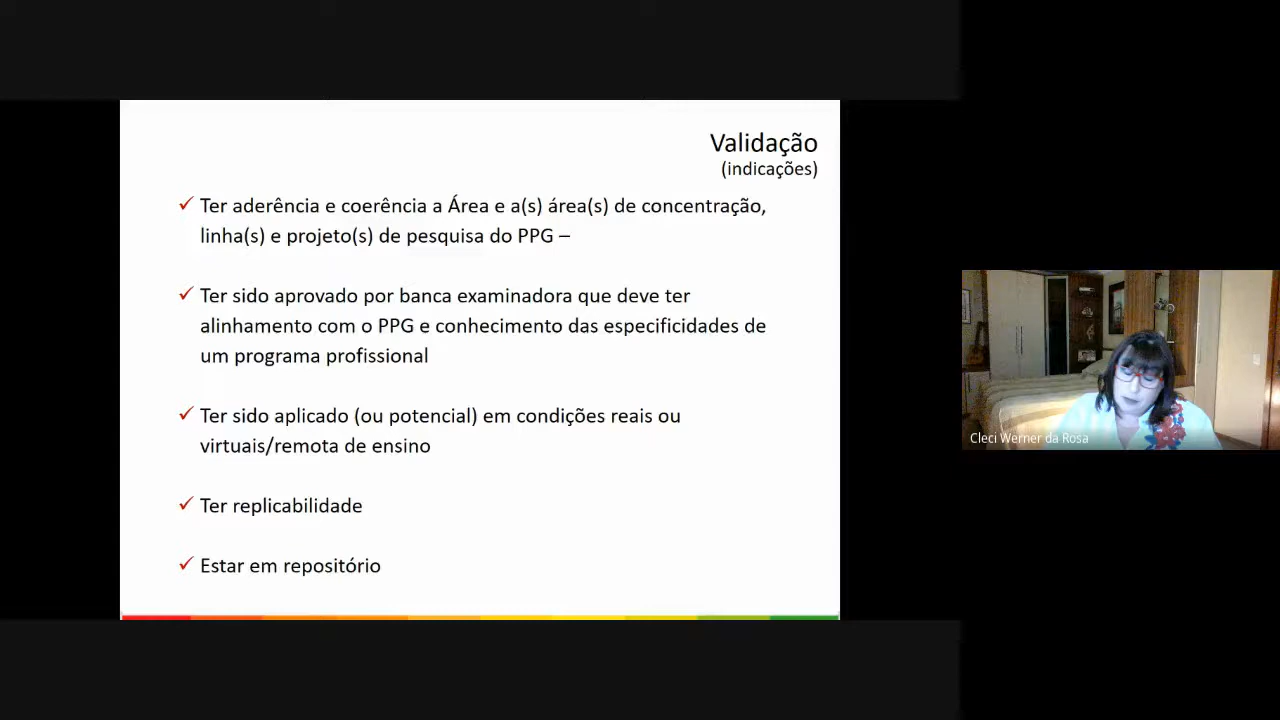 Validação
(indicações)
Ter aderência e coerência a Área e a(s) área(s) de concentração,
linha(s) e projeto(s) de pesquisa do PPG –
Ter sido aprovado por banca examinadora que deve ter
alinhamento com o PPG e conhecimento das especificidades de
um programa profissional
Ter sido aplicado (ou potencial) em condições reais ou
virtuais/remota de ensino
Ter replicabilidade
Estar em repositório
Cleci Werner da Rosa